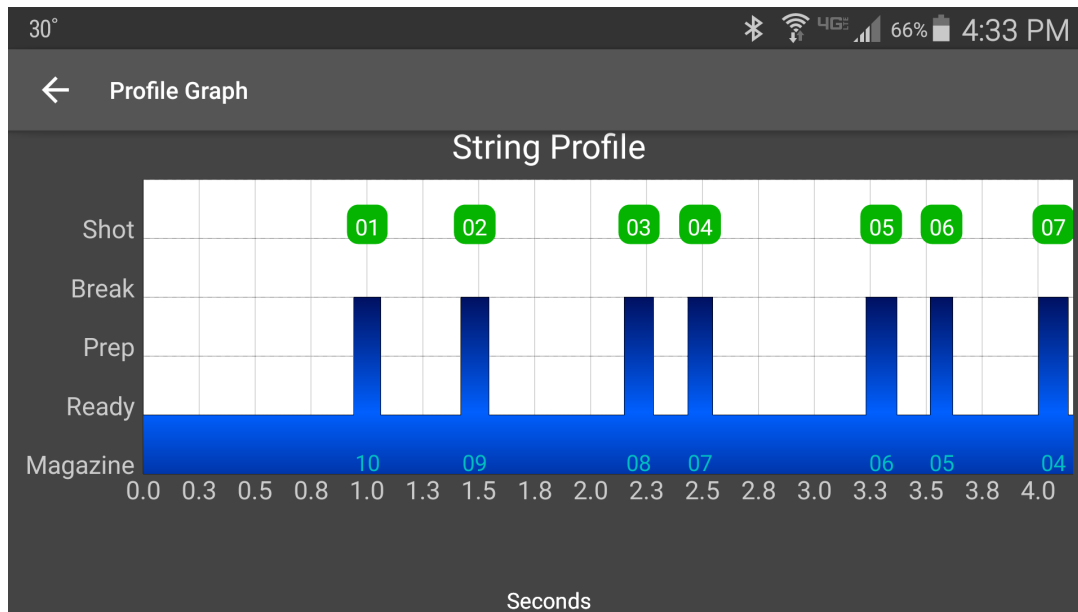 30° 4G LTE 66% 4:33 PM
Profile Graph
String Profile
Shot 01 02 03 04 05 06 07
Break
Prep
Ready
Magazine 10 09 08 07 06 05 04
0.0 0.3 0.5 0.8 1.0 1.3 1.5 1.8 2.0 2.3 2.5 2.8 3.0 3.3 3.5 3.8 4.0
Seconds